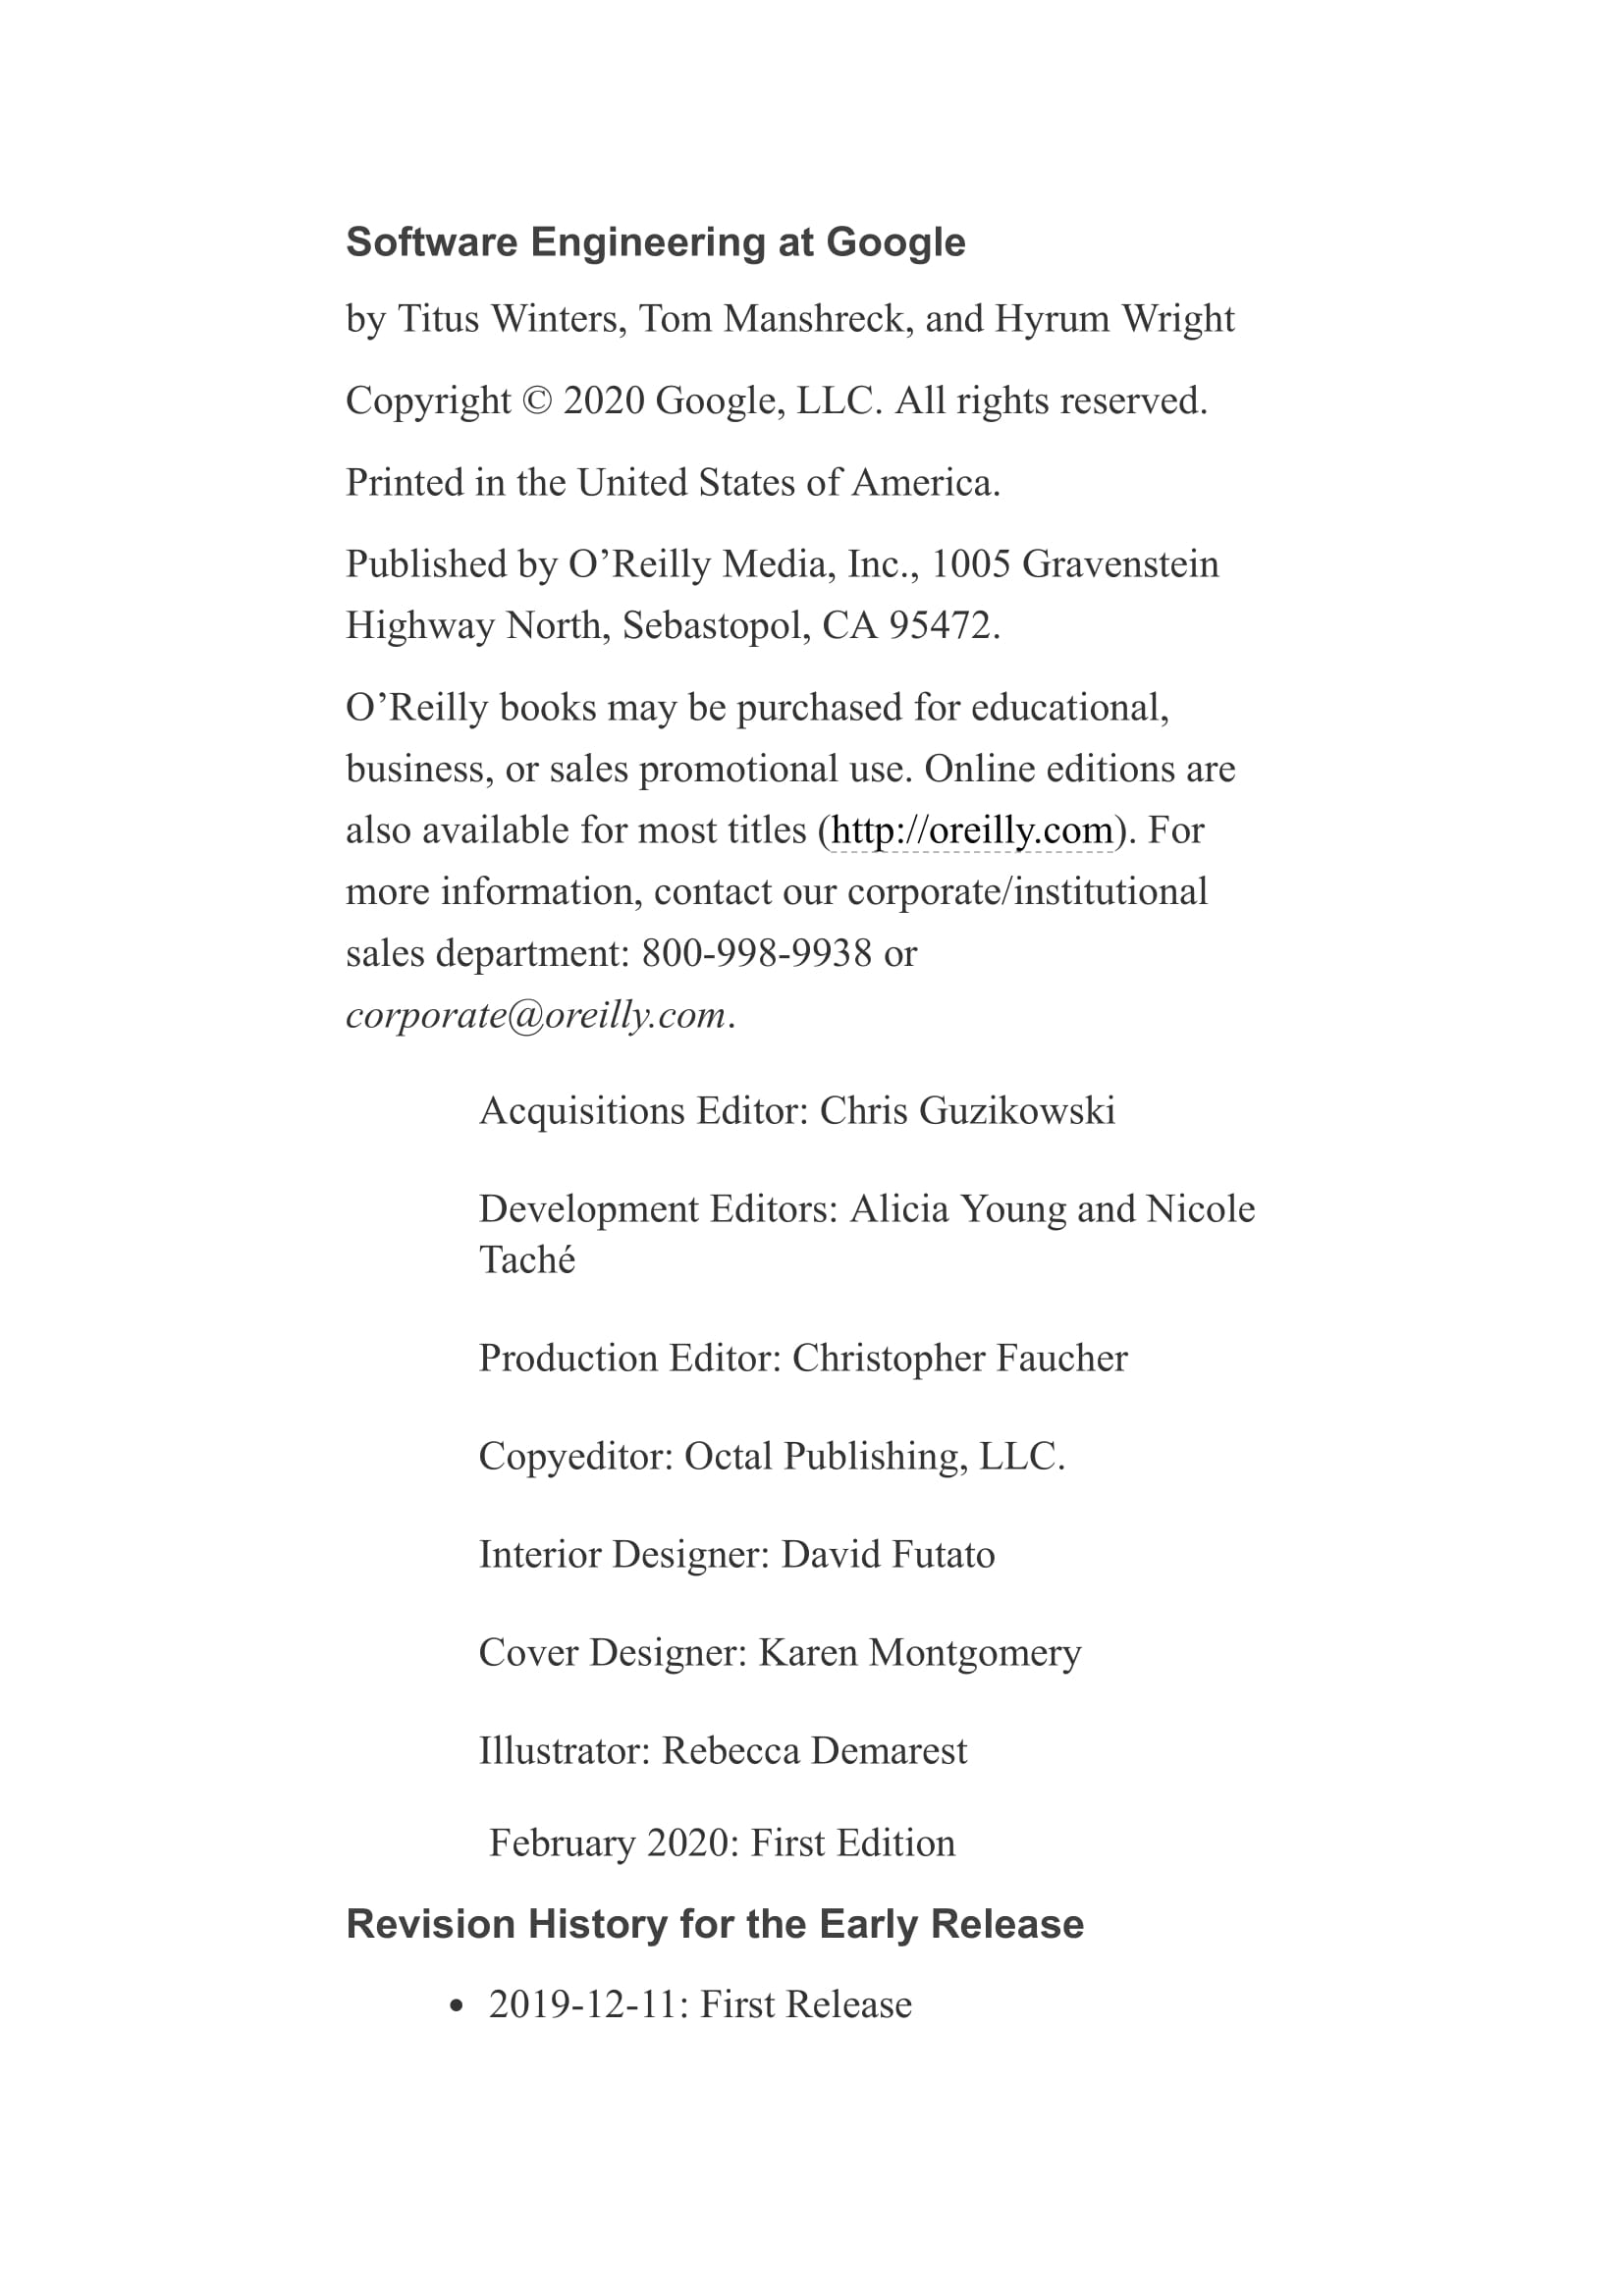 Software Engineering at Google
by Titus Winters, Tom Manshreck, and Hyrum Wright
Copyright © 2020 Google, LLC. All rights reserved.
Printed in the United States of America.
Published by O’Reilly Media, Inc., 1005 Gravenstein
Highway North, Sebastopol, CA 95472.
O’Reilly books may be purchased for educational,
business, or sales promotional use. Online editions are
also available for most titles (http://oreilly.com). For
more information, contact our corporate/institutional
sales department: 800-998-9938 or
corporate@oreilly.com.
Acquisitions Editor: Chris Guzikowski
Development Editors: Alicia Young and Nicole
Taché
Production Editor: Christopher Faucher
Copyeditor: Octal Publishing, LLC.
Interior Designer: David Futato
Cover Designer: Karen Montgomery
Illustrator: Rebecca Demarest
February 2020: First Edition
Revision History for the Early Release
• 2019-12-11: First Release